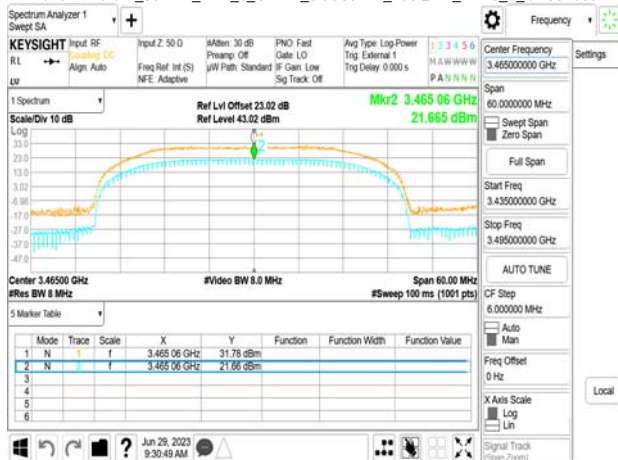 Spectrum Analyzer 1
Swept SA
+
Frequency
KEYSIGHT
Input: RF
Coupling: DC
Align: Auto
Input Z: 50 Ω
Freq Ref: Int (S)
NFE: Adaptive
#Atten: 30 dB
Preamp: Off
µW Path: Standard
PNO: Fast
Gate: LO
IF Gain: Low
Sig Track: Off
Avg Type: Log-Power
Trig: External 1
Trig Delay: 0.000 s
1 2 3 4 5 6
M A W W W W
P A N N N N
RL
LXI
1 Spectrum
Scale/Div 10 dB
Ref Lvl Offset 23.02 dB
Ref Level 43.02 dBm
Mkr2 3.465 06 GHz
21.665 dBm
Log
33.0
23.0
13.0
3.02
-6.98
-17.0
-27.0
-37.0
-47.0
2
Center 3.46500 GHz
#Res BW 8 MHz
#Video BW 8.0 MHz
Span 60.00 MHz
#Sweep 100 ms (1001 pts)
5 Marker Table
Mode Trace Scale X Y Function Function Width Function Value
1 N 1 f 3.465 06 GHz 31.78 dBm
2 N 2 f 3.465 06 GHz 21.66 dBm
3
4
5
6
?
Jun 29, 2023
9:30:49 AM
Center Frequency
3.465000000 GHz
Settings
Span
60.0000000 MHz
Swept Span
Zero Span
Full Span
Start Freq
3.435000000 GHz
Stop Freq
3.495000000 GHz
AUTO TUNE
CF Step
6.000000 MHz
Auto
Man
Freq Offset
0 Hz
Local
X Axis Scale
Log
Lin
Signal Track
(Span Zoom)